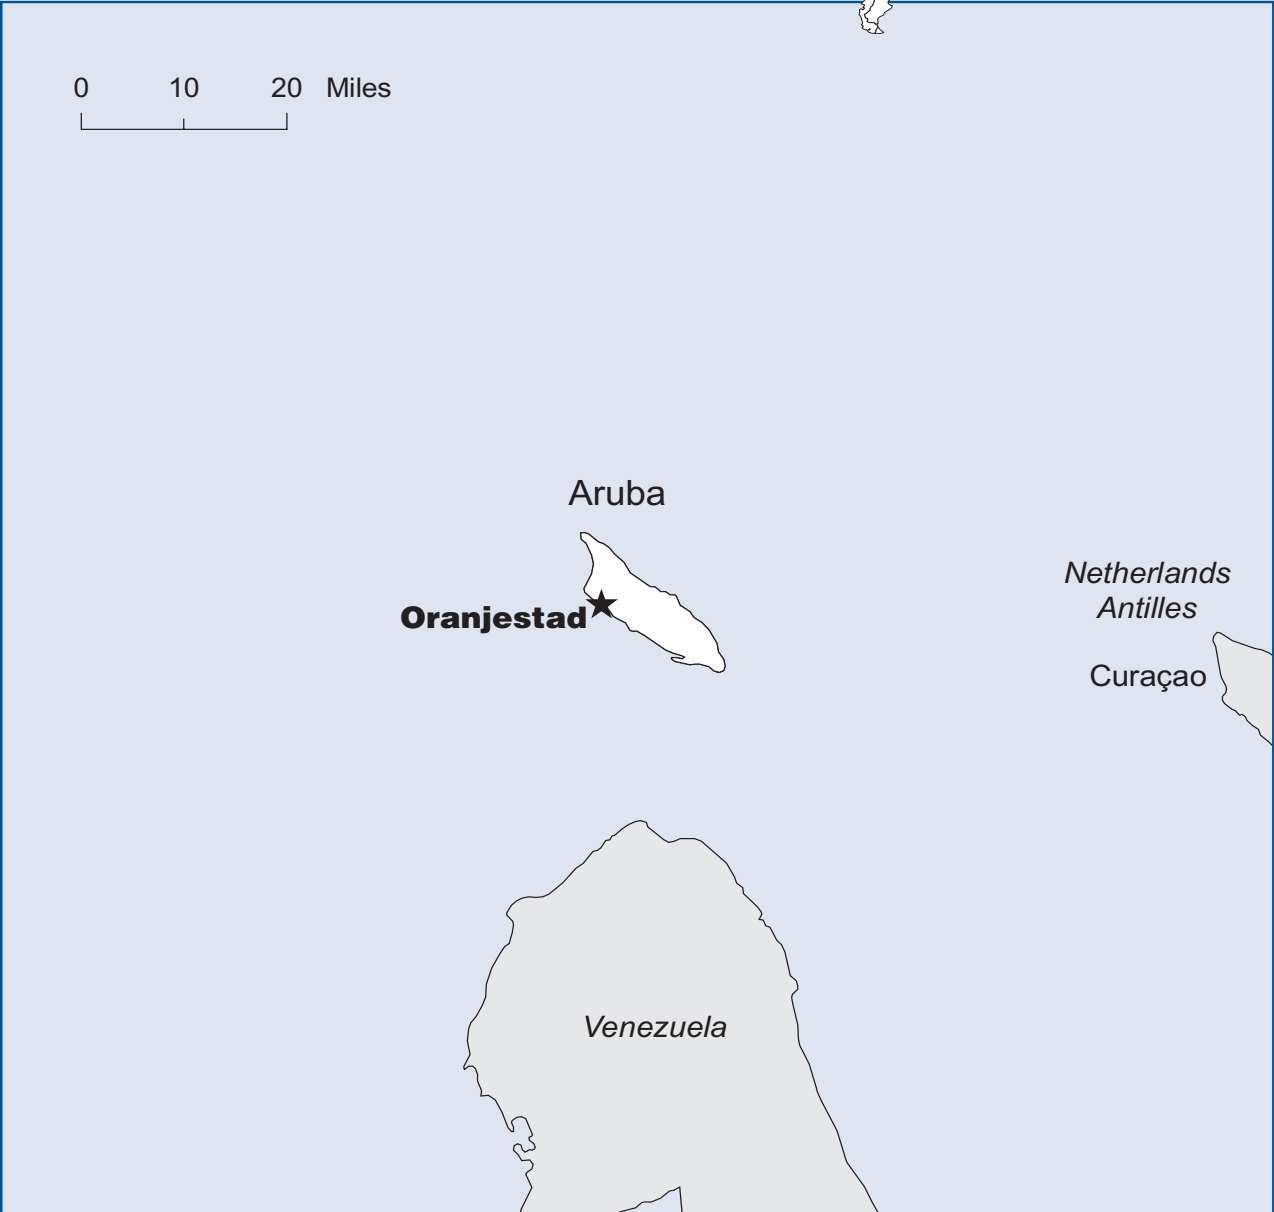 0 10 20 Miles
Aruba
Oranjestad
Netherlands
Antilles
Curaçao
Venezuela